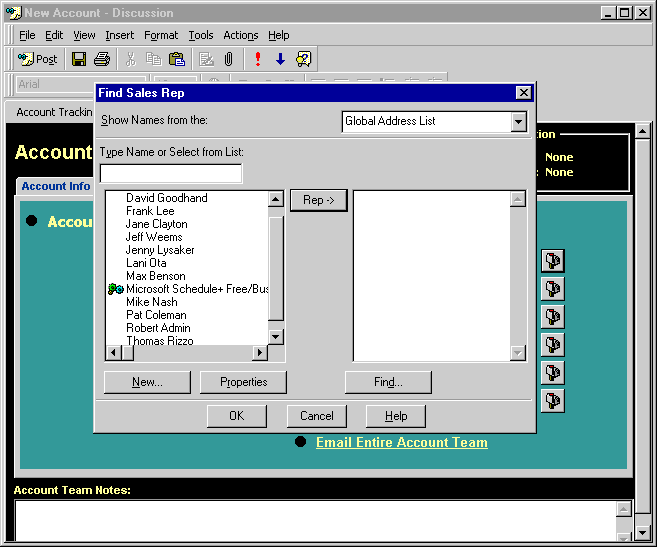 New Account - Discussion
File Edit View Insert Format Tools Actions Help
Post
Arial
Account Trackin
Find Sales Rep
Show Names from the:
Global Address List
Type Name or Select from List:
David Goodhand
Frank Lee
Jane Clayton
Jeff Weems
Jenny Lysaker
Lani Ota
Max Benson
Microsoft Schedule+ Free/Bus
Mike Nash
Pat Coleman
Robert Admin
Thomas Rizzo
Rep ->
New...
Properties
Find...
OK
Cancel
Help
Account
tion
None
: None
Account Info
Accou
Email Entire Account Team
Account Team Notes: